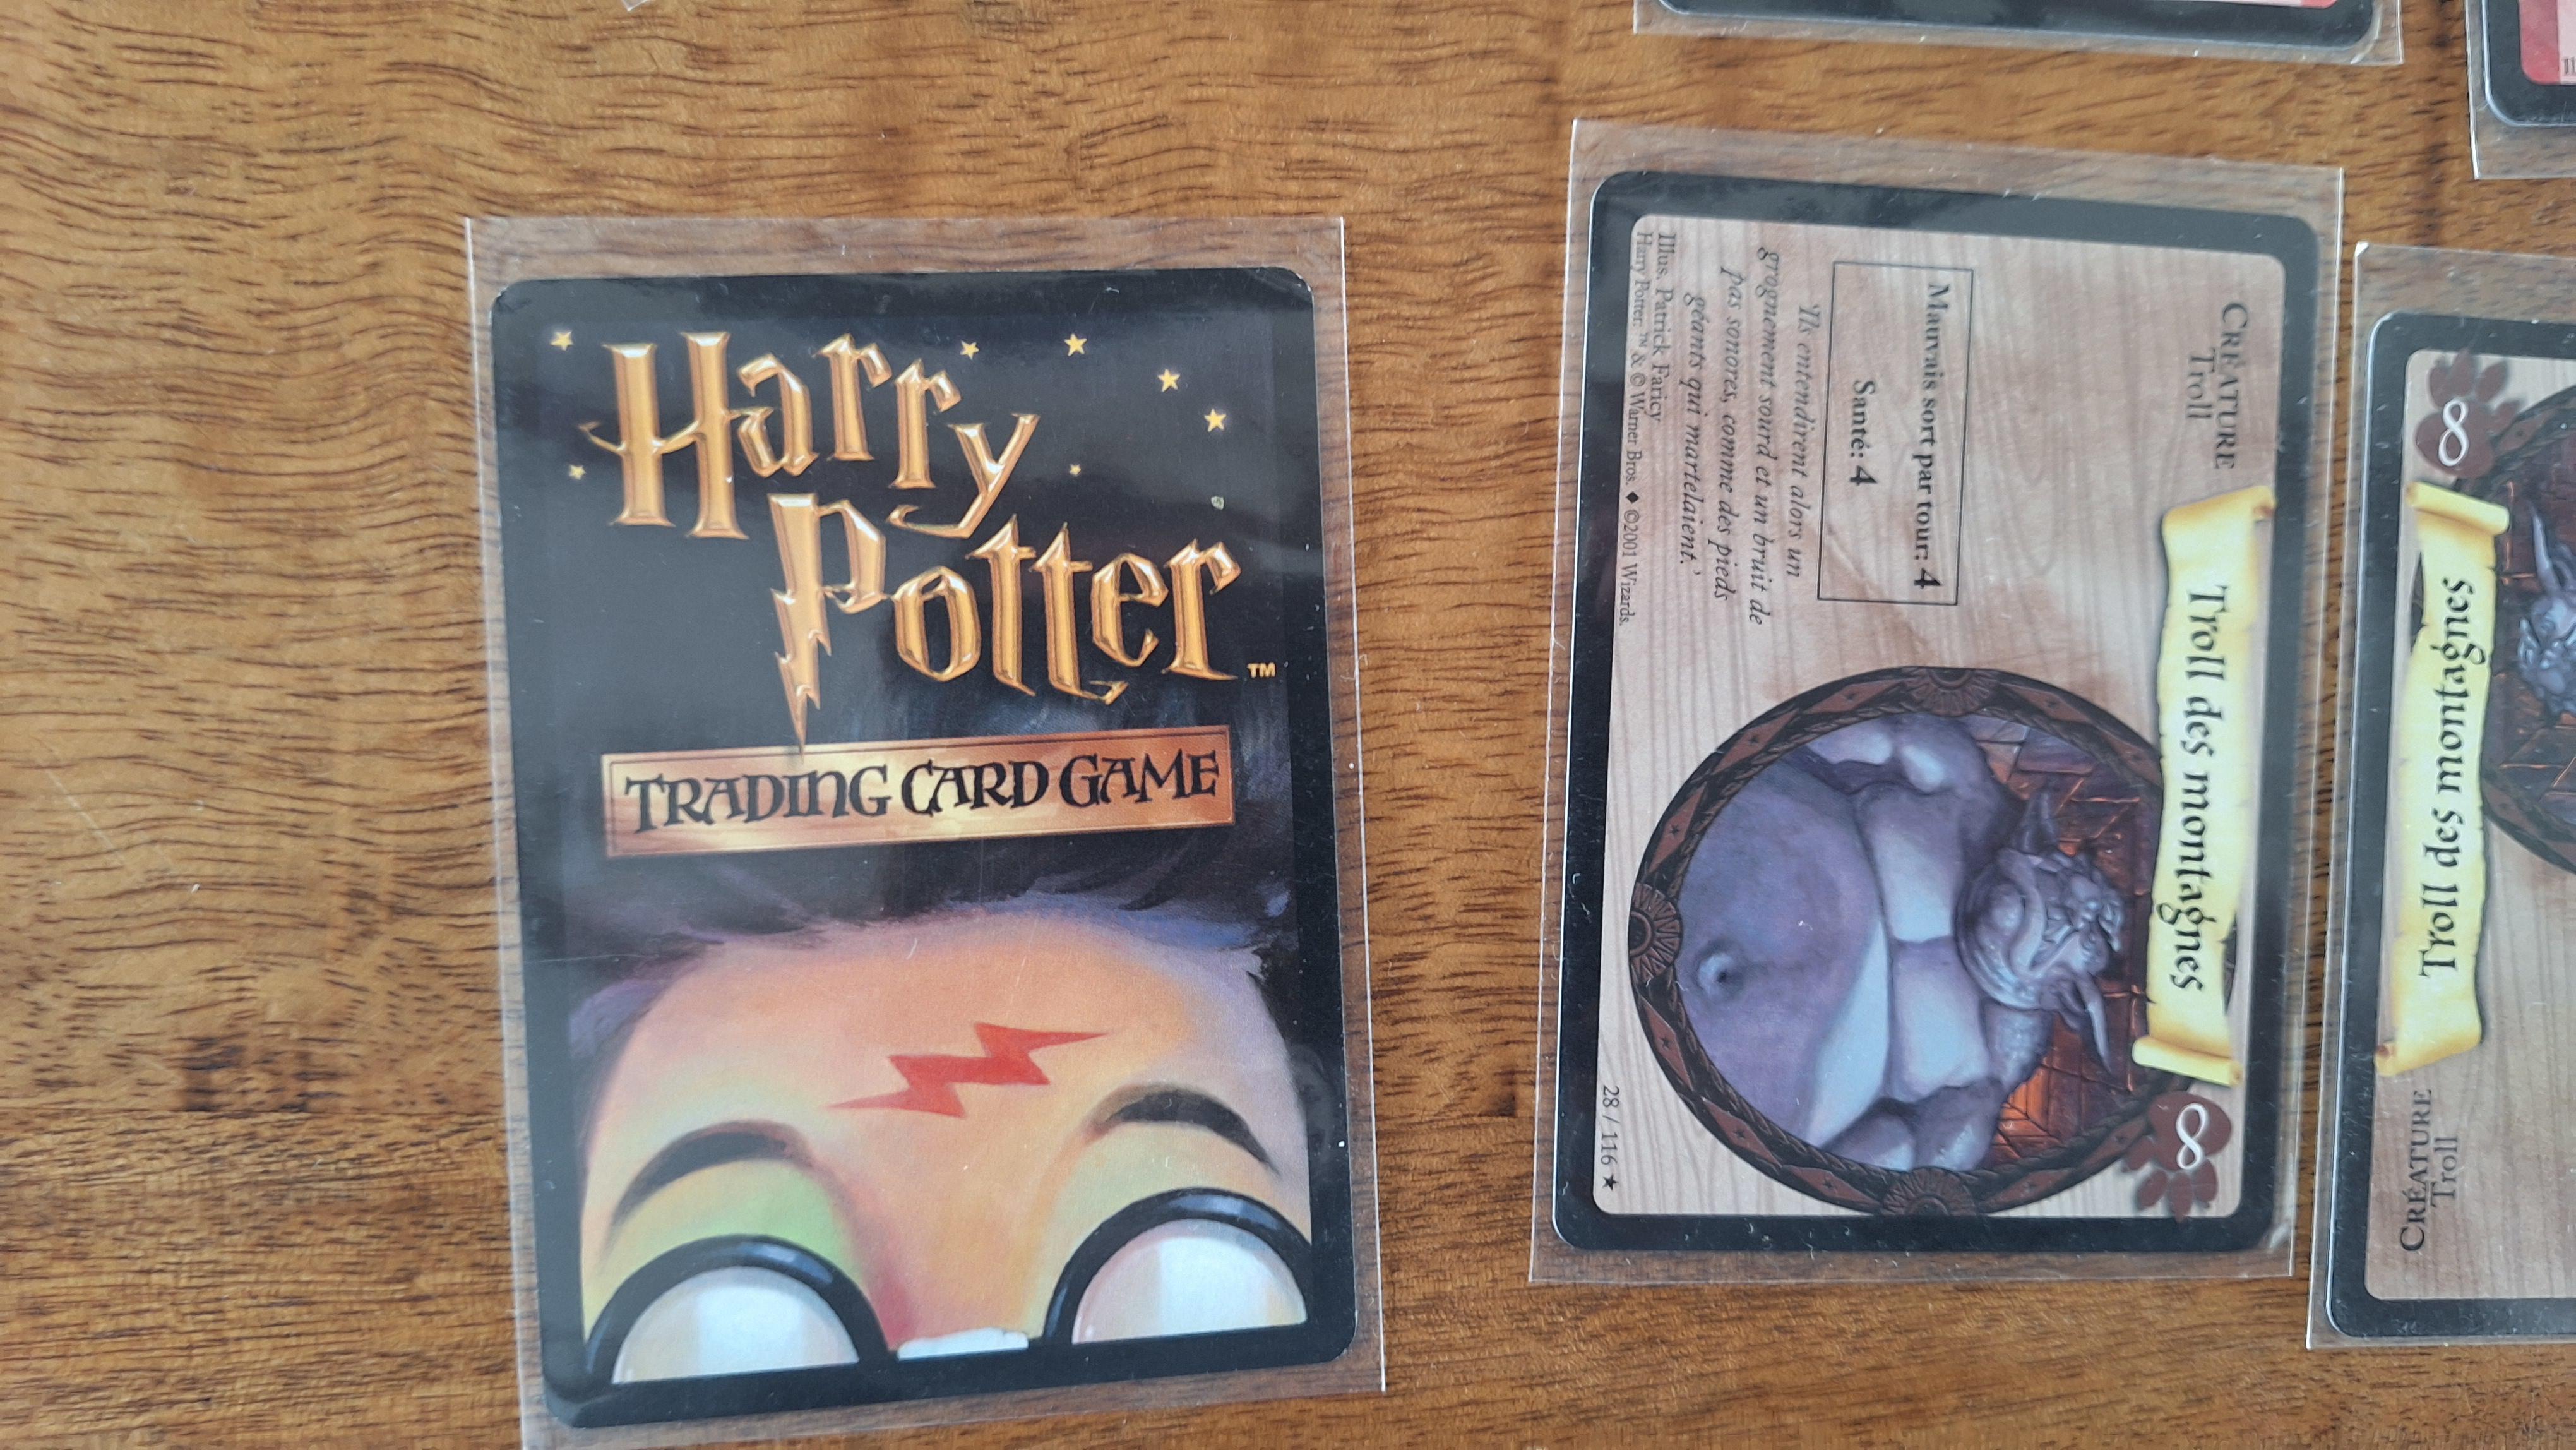 Harry
Potter
TM
TRADING CARD GAME
8
Troll des montagnes
CRÉATURE
Troll
Mauvais sort par tour: 4
Santé: 4
'Ils entendirent alors un
grognement sourd et un bruit de
pas sonores, comme des pieds
géants qui martelaient.'
Illus. Patrick Faricy
Harry Potter: ™ & © Warner Bros. ♦ ©2001 Wizards.
28 / 116 ★
8
Troll des montagnes
CRÉATURE
Troll